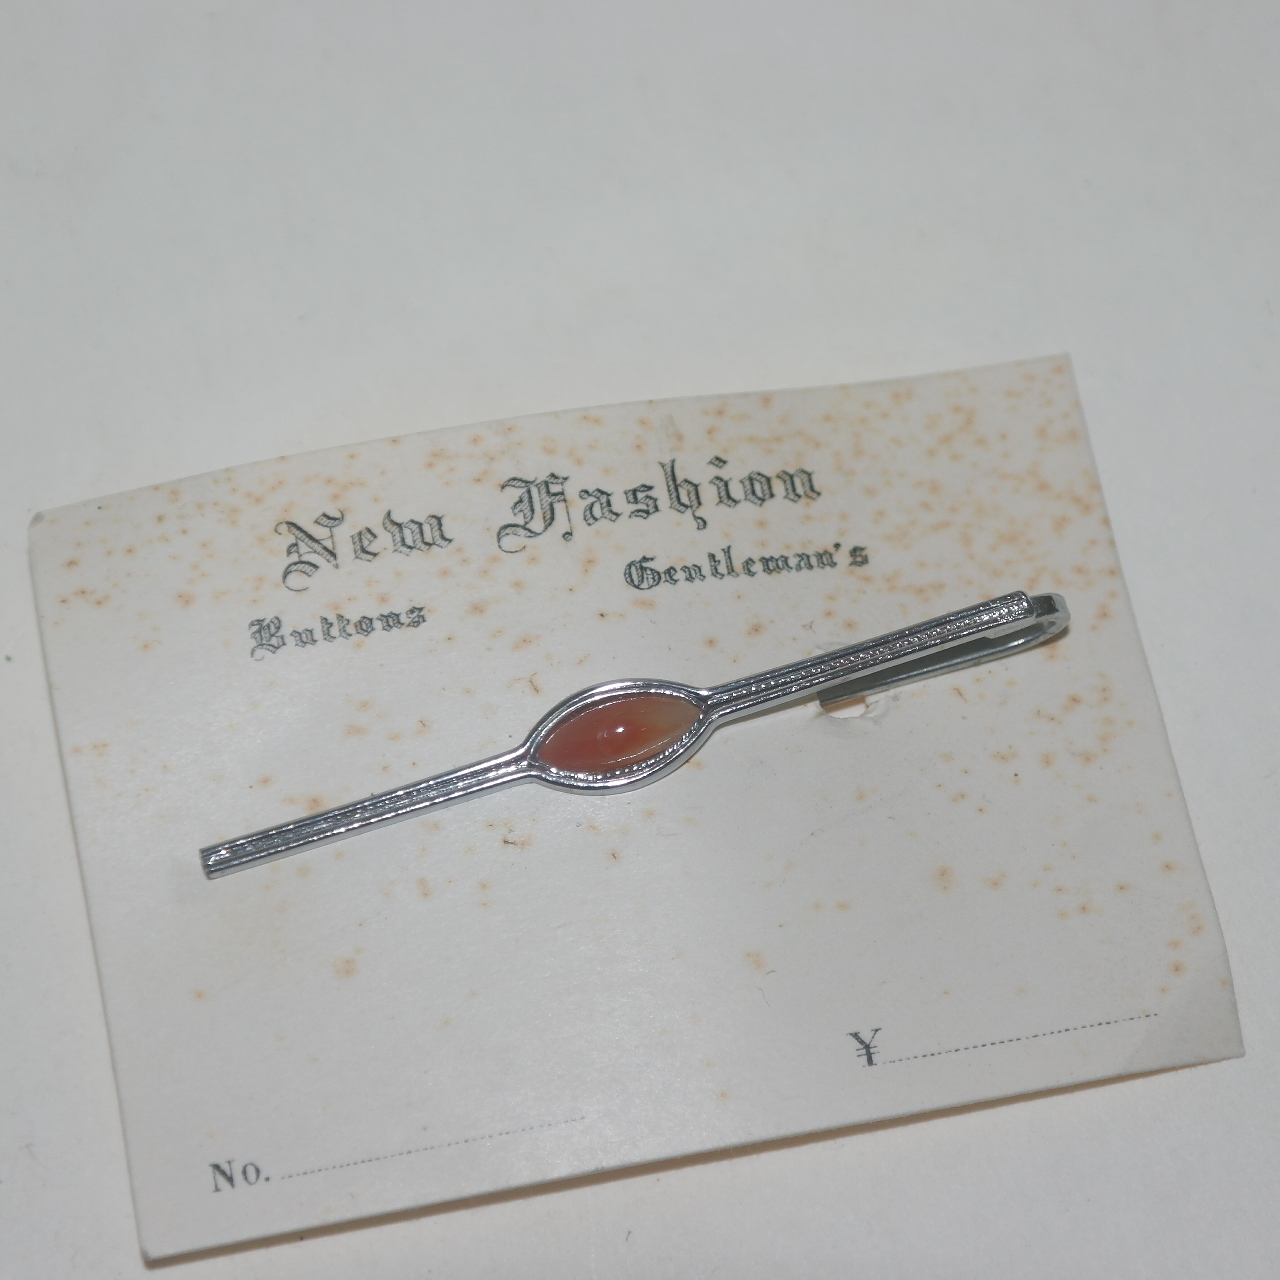 New Fashion
Gentleman's
Buttons
¥
No.